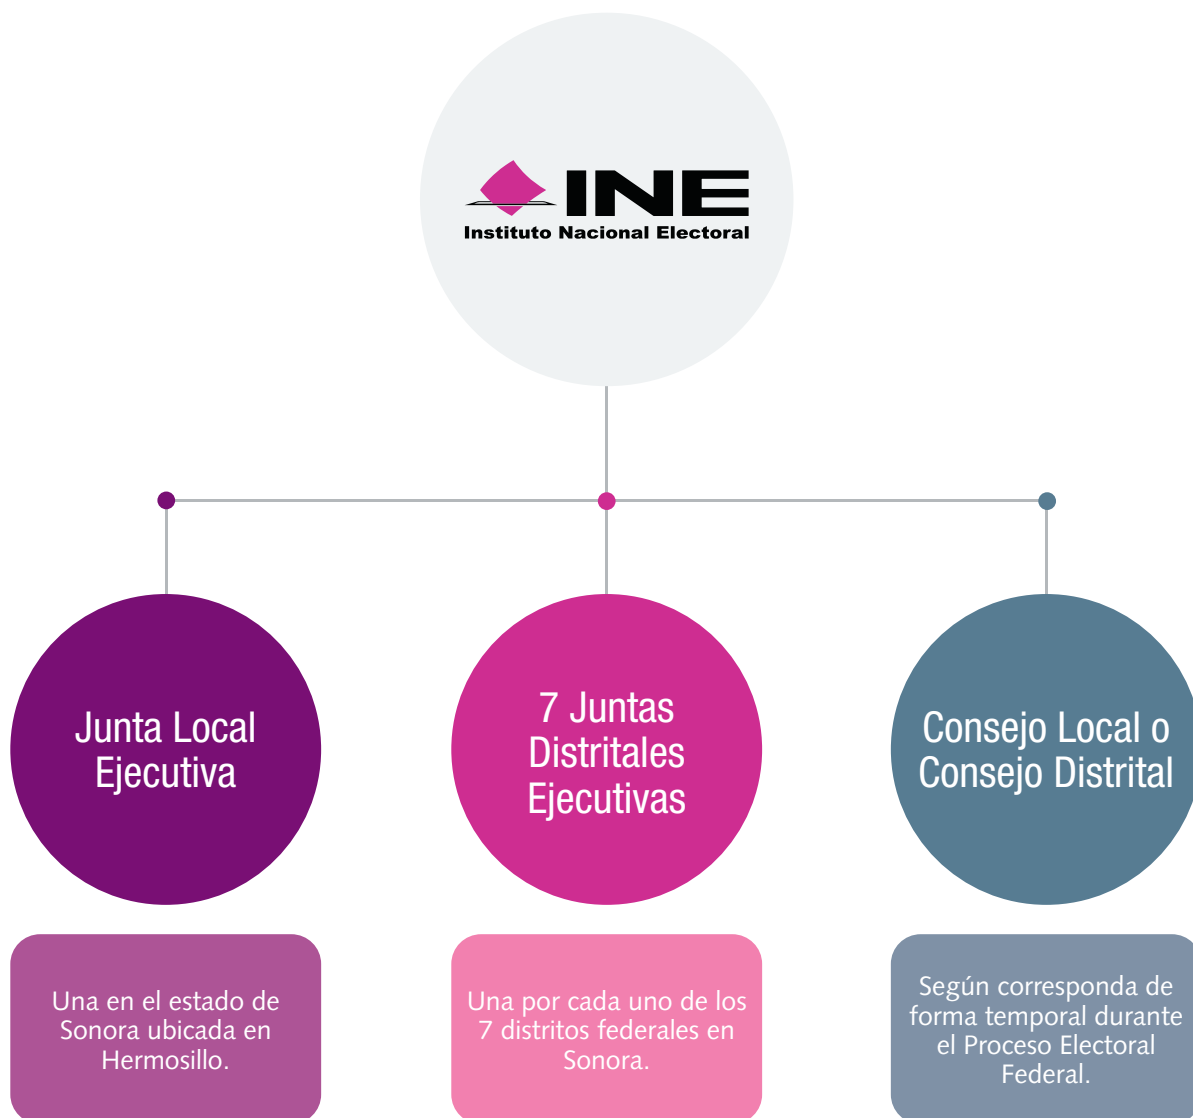 INE
Instituto Nacional Electoral
Junta Local
Ejecutiva
7 Juntas
Distritales
Ejecutivas
Consejo Local o
Consejo Distrital
Una en el estado de
Sonora ubicada en
Hermosillo.
Una por cada uno de los
7 distritos federales en
Sonora.
Según corresponda de
forma temporal durante
el Proceso Electoral
Federal.